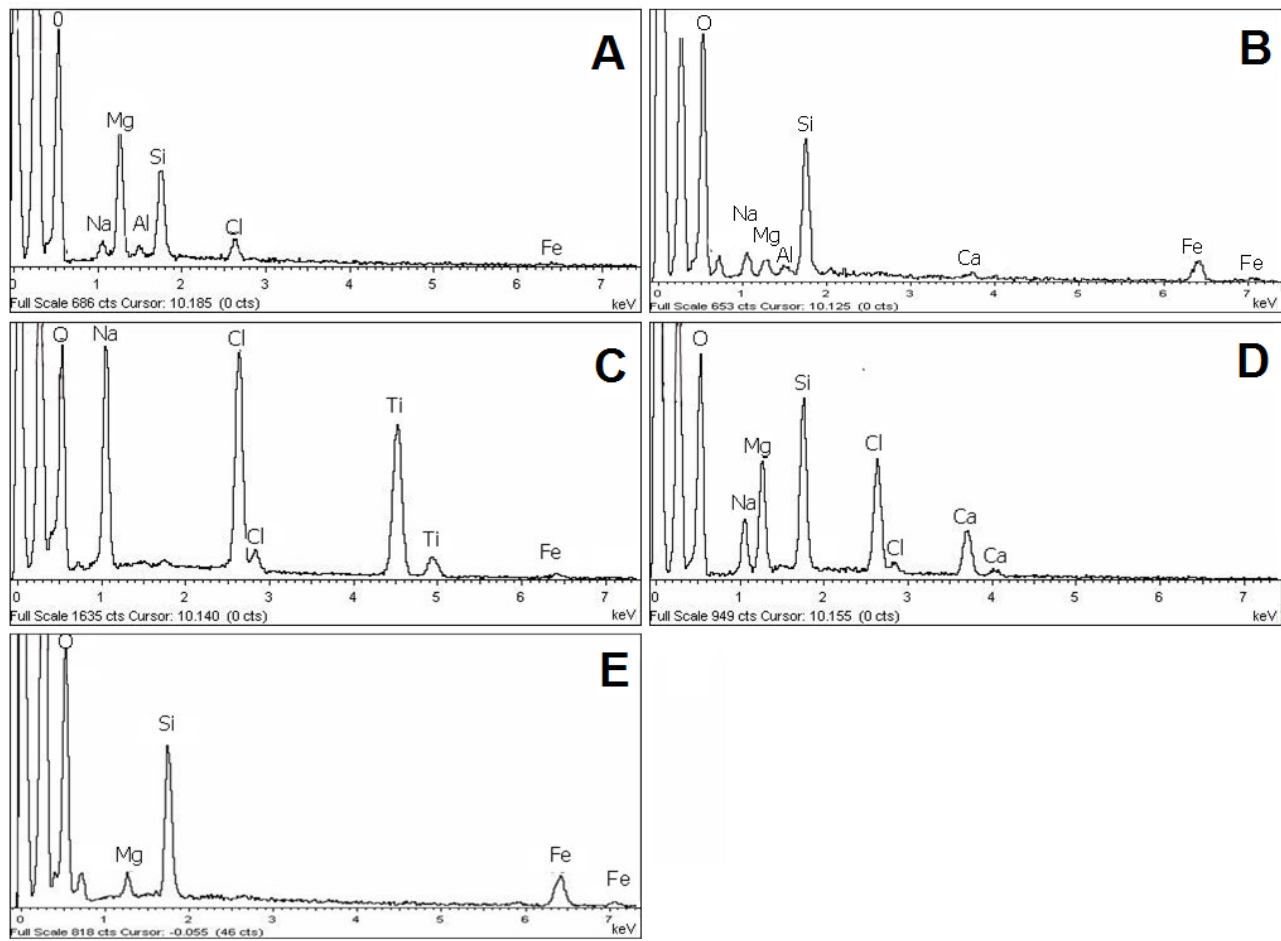 O
A
Mg
Si
Na
Al
Cl
Fe
0 1 2 3 4 5 6 7
Full Scale 686 cts Cursor: 10.185 (0 cts)
keV
O
B
Si
Na
Mg
Al
Ca
Fe
Fe
0 1 2 3 4 5 6 7
Full Scale 653 cts Cursor: 10.125 (0 cts)
keV
O
Na
Cl
C
Ti
Cl
Ti
Fe
0 1 2 3 4 5 6 7
Full Scale 1635 cts Cursor: 10.140 (0 cts)
keV
O
D
Si
Mg
Cl
Na
Ca
Cl
Ca
0 1 2 3 4 5 6 7
Full Scale 949 cts Cursor: 10.155 (0 cts)
keV
O
E
Si
Mg
Fe
Fe
0 1 2 3 4 5 6 7
Full Scale 818 cts Cursor: -0.055 (46 cts)
keV